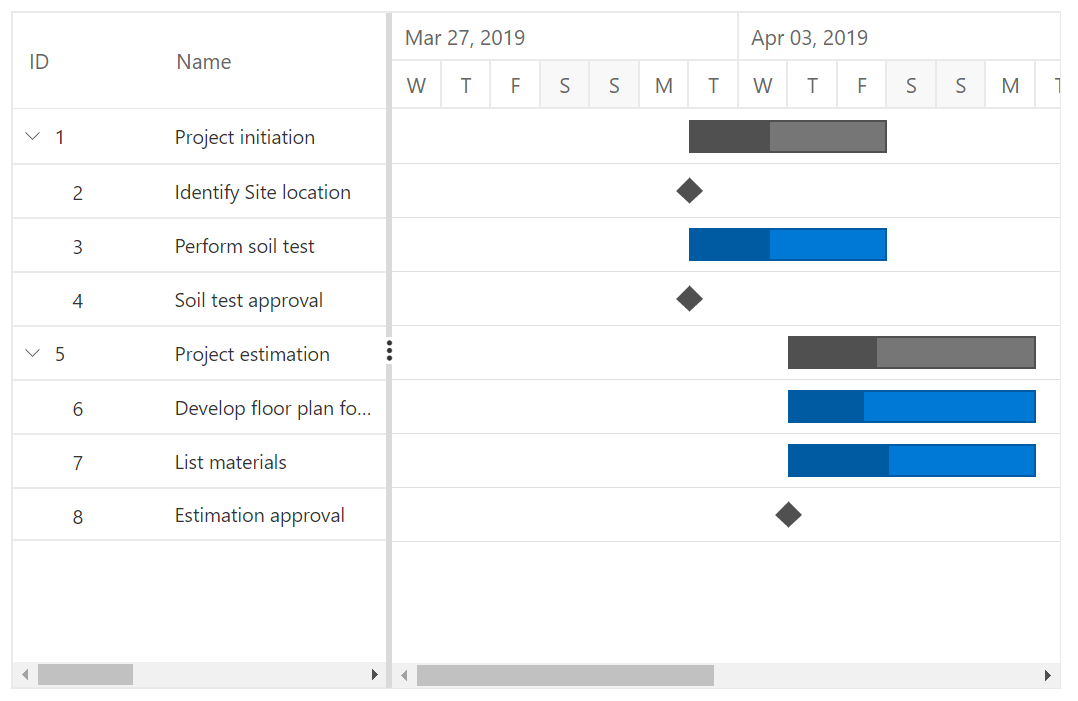 ID Name Mar 27, 2019 Apr 03, 2019
W T F S S M T W T F S S M T
1 Project initiation
2 Identify Site location
3 Perform soil test
4 Soil test approval
5 Project estimation
6 Develop floor plan fo...
7 List materials
8 Estimation approval